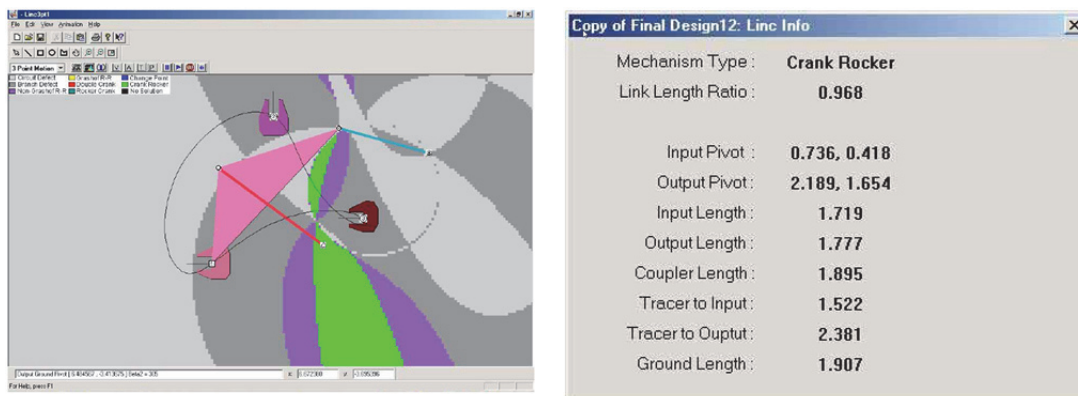 - Linc3pt1
File Edit View Animation Help
3 Point Motion
Circuit Defect
Grashof R-R
Change Point
Branch Defect
Double Crank
Crank Rocker
Non-Grashof R-R
Rocker Crank
No Solution
For Help, press F1
Copy of Final Design12: Linc Info
Mechanism Type : Crank Rocker
Link Length Ratio : 0.968
Input Pivot : 0.736, 0.418
Output Pivot : 2.189, 1.654
Input Length : 1.719
Output Length : 1.777
Coupler Length : 1.895
Tracer to Input : 1.522
Tracer to Ouptut : 2.381
Ground Length : 1.907